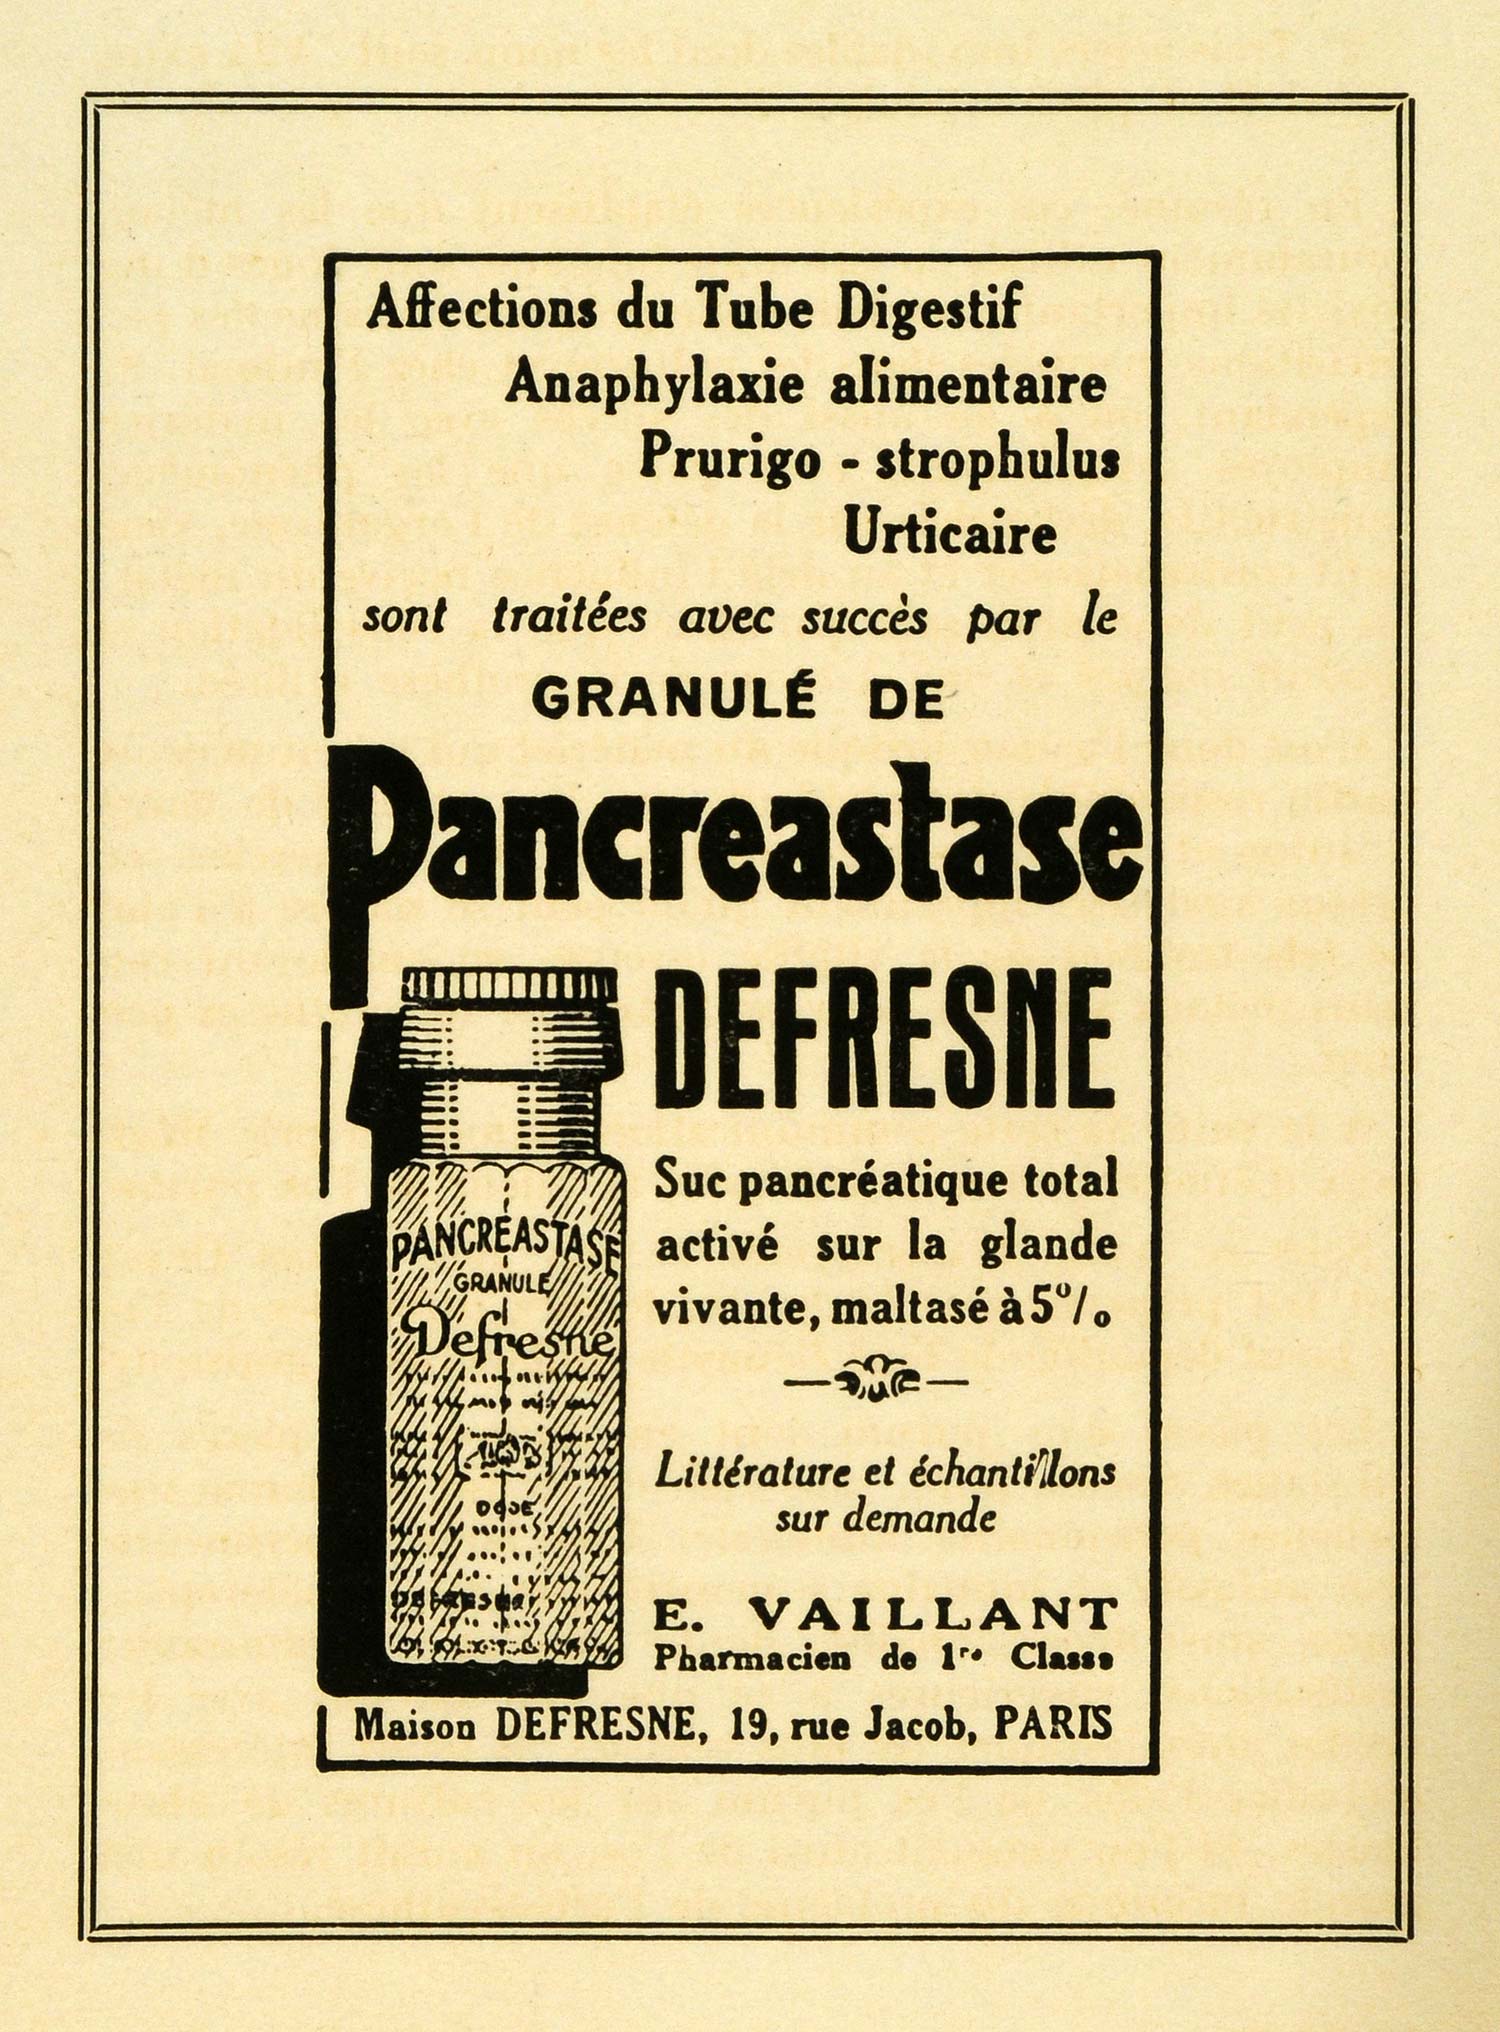 Affections du Tube Digestif
Anaphylaxie alimentaire
Prurigo - strophulus
Urticaire
sont traitées avec succès par le
GRANULÉ DE
Pancreastase
DEFRESNE
Suc pancréatique total
activé sur la glande
vivante, maltasé à 5%
Littérature et échantillons
sur demande
E. VAILLANT
Pharmacien de 1re Classe
PANCREASTASE
GRANULÉ
Defresne
DOSE
Maison DEFRESNE, 19, rue Jacob, PARIS